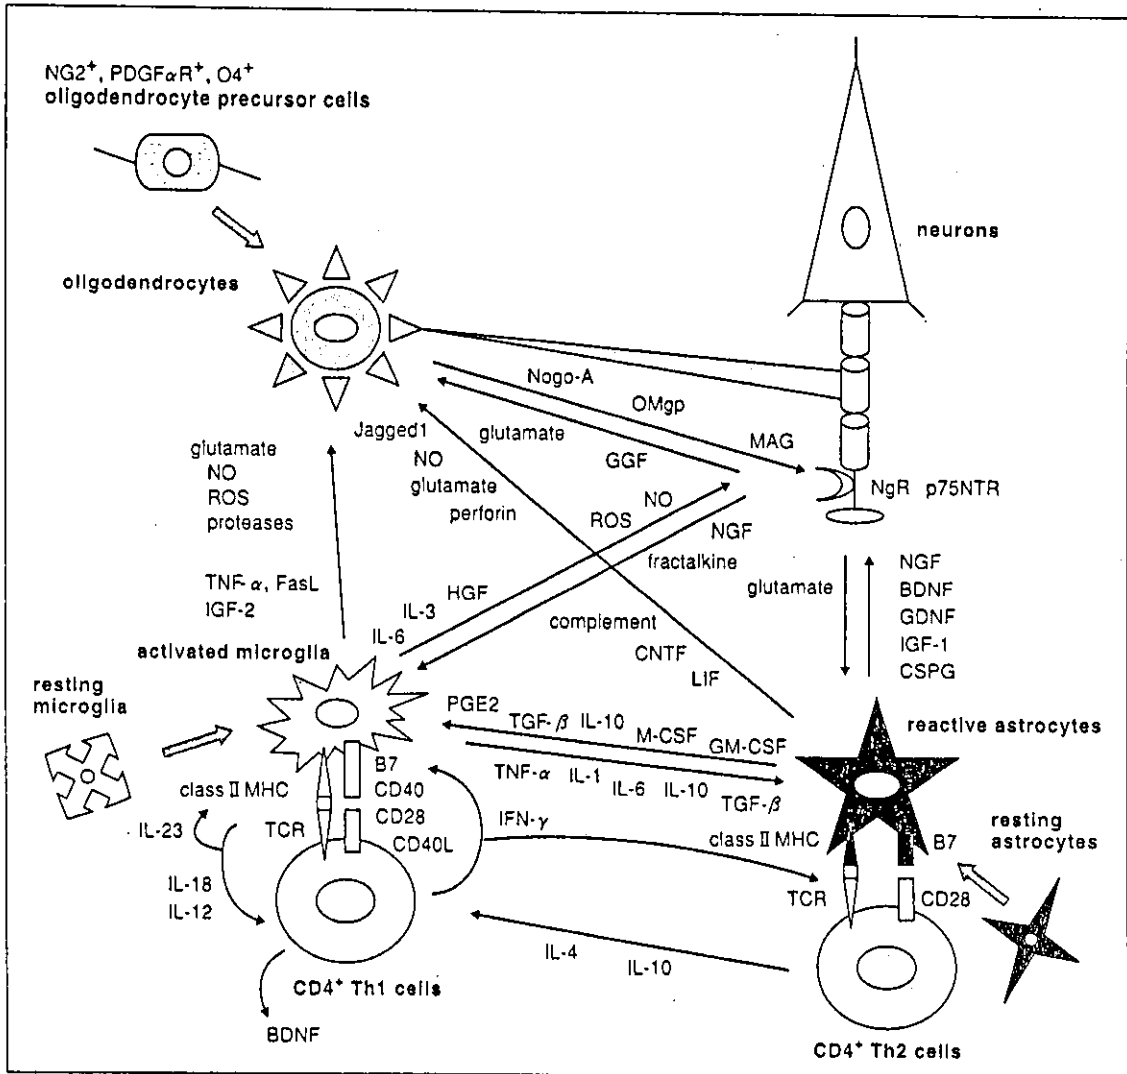 NG2⁺, PDGFαR⁺, O4⁺
oligodendrocyte precursor cells
neurons
oligodendrocytes
Nogo-A
OMgp
MAG
glutamate
GGF
NgR p75NTR
Jagged1
NO
glutamate
perforin
glutamate
NO
ROS
proteases
NO
ROS
NGF
fractalkine
HGF
IL-3
IL-6
TNF-α, FasL
IGF-2
complement
CNTF
LIF
glutamate
NGF
BDNF
GDNF
IGF-1
CSPG
activated microglia
resting
microglia
PGE2
TGF-β IL-10
M-CSF
GM-CSF
reactive astrocytes
TNF-α IL-1
IL-6 IL-10
TGF-β
class II MHC
B7
CD40
TCR
CD28
CD40L
IFN-γ
IL-23
IL-18
IL-12
class II MHC
B7
resting
astrocytes
TCR
CD28
IL-4
IL-10
CD4⁺ Th1 cells
BDNF
CD4⁺ Th2 cells